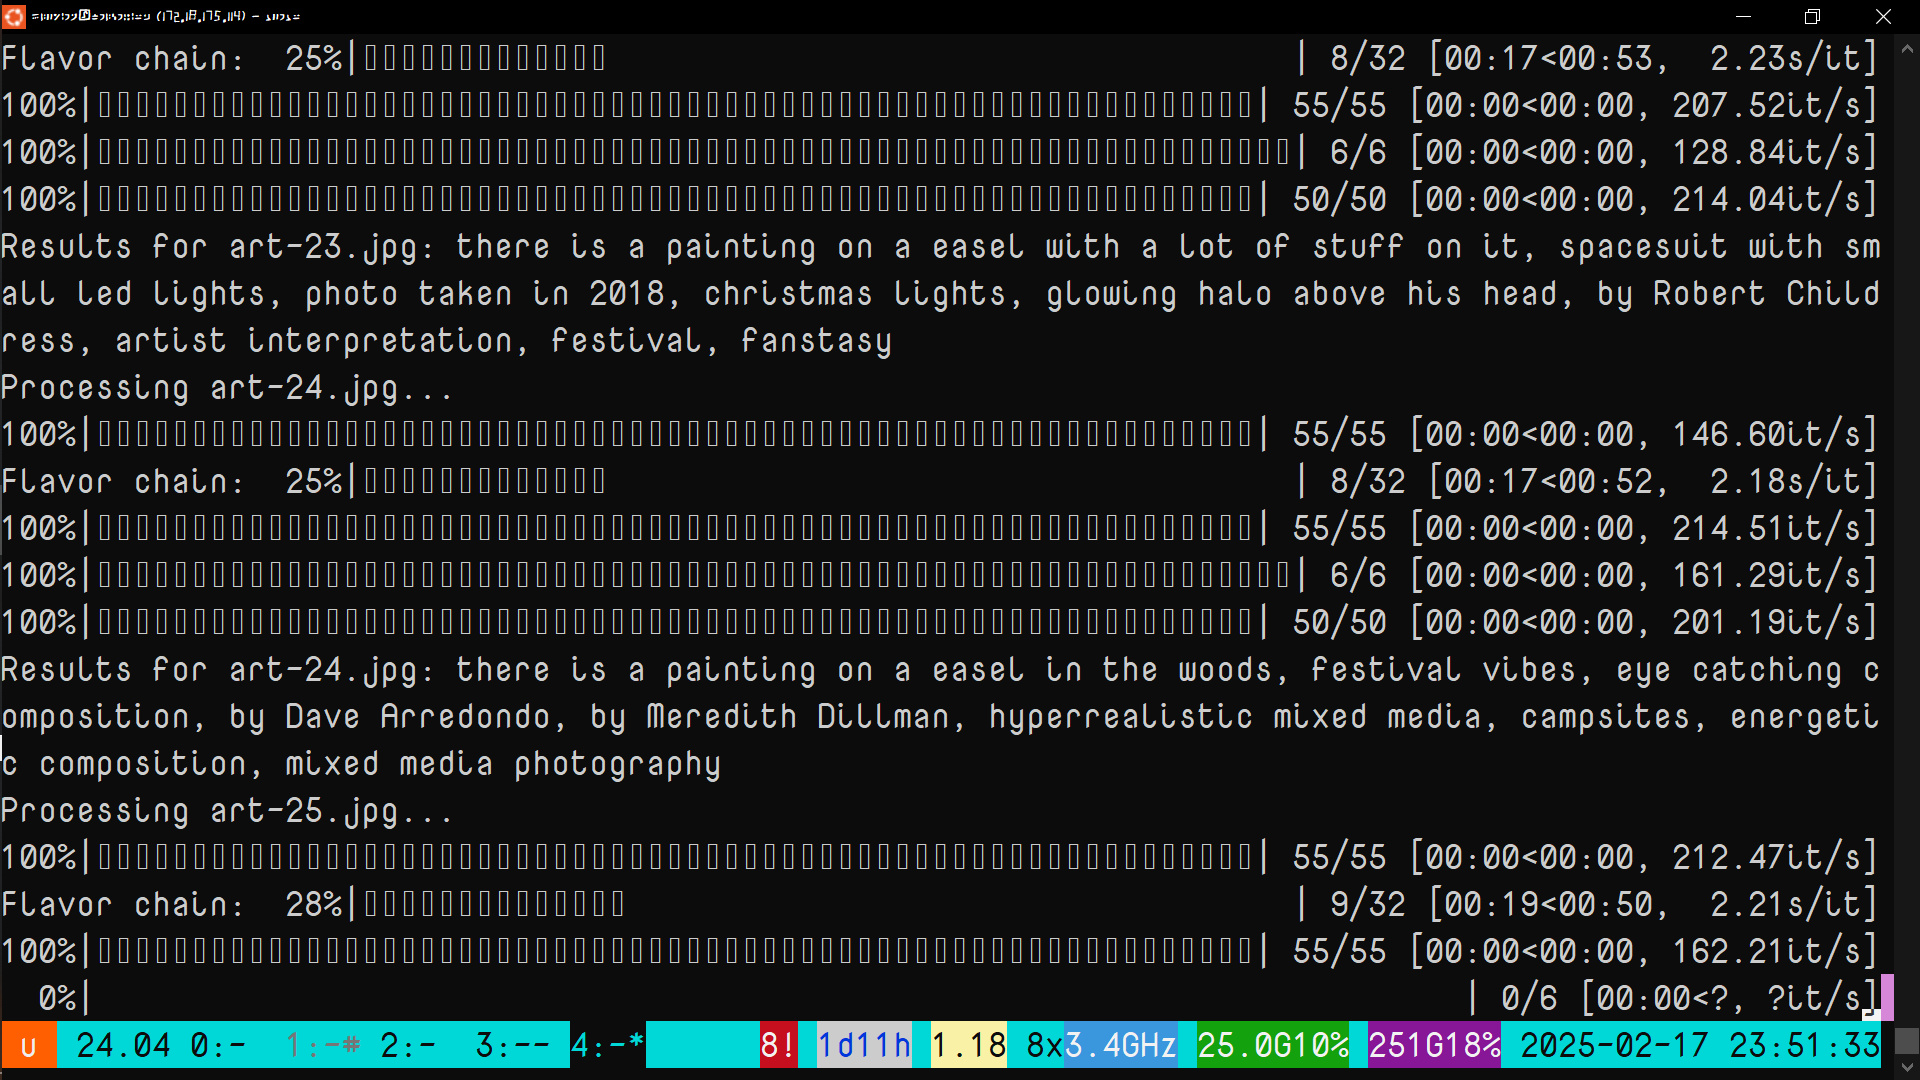 (172.18.175.114) -
Flavor chain:  25%| | 8/32 [00:17<00:53,  2.23s/it]
100%| | 55/55 [00:00<00:00, 207.52it/s]
100%| | 6/6 [00:00<00:00, 128.84it/s]
100%| | 50/50 [00:00<00:00, 214.04it/s]
Results for art-23.jpg: there is a painting on a easel with a lot of stuff on it, spacesuit with sm
all led lights, photo taken in 2018, christmas lights, glowing halo above his head, by Robert Child
ress, artist interpretation, festival, fanstasy
Processing art-24.jpg...
100%| | 55/55 [00:00<00:00, 146.60it/s]
Flavor chain:  25%| | 8/32 [00:17<00:52,  2.18s/it]
100%| | 55/55 [00:00<00:00, 214.51it/s]
100%| | 6/6 [00:00<00:00, 161.29it/s]
100%| | 50/50 [00:00<00:00, 201.19it/s]
Results for art-24.jpg: there is a painting on a easel in the woods, festival vibes, eye catching c
omposition, by Dave Arredondo, by Meredith Dillman, hyperrealistic mixed media, campsites, energeti
c composition, mixed media photography
Processing art-25.jpg...
100%| | 55/55 [00:00<00:00, 212.47it/s]
Flavor chain:  28%| | 9/32 [00:19<00:50,  2.21s/it]
100%| | 55/55 [00:00<00:00, 162.21it/s]
0%| | 0/6 [00:00<?, ?it/s]
u 24.04 0:-  1:-# 2:-  3:-- 4:-* 8! 1d11h 1.18 8x3.4GHz 25.0G10% 251G18% 2025-02-17 23:51:33